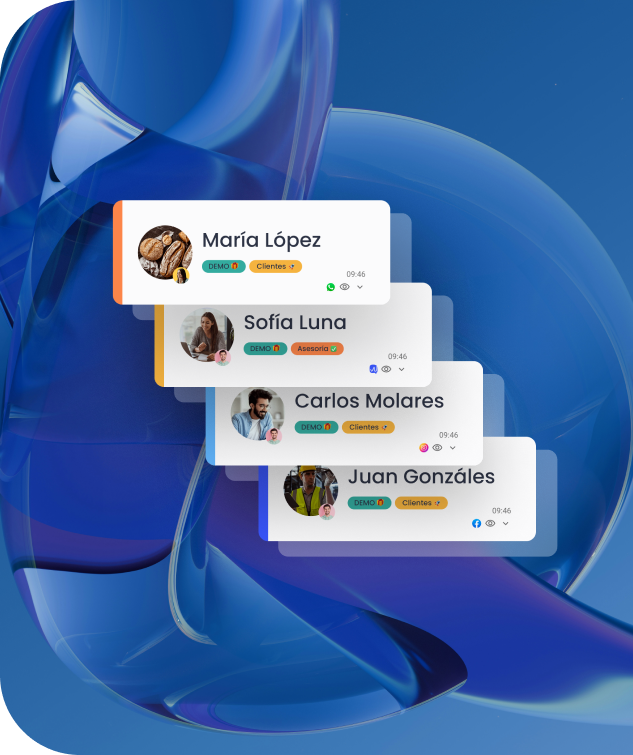 María López
DEMO Clientes
09:46
Sofía Luna
DEMO Asesoría
09:46
Carlos Molares
DEMO Clientes
09:46
Juan Gonzáles
DEMO Clientes
09:46